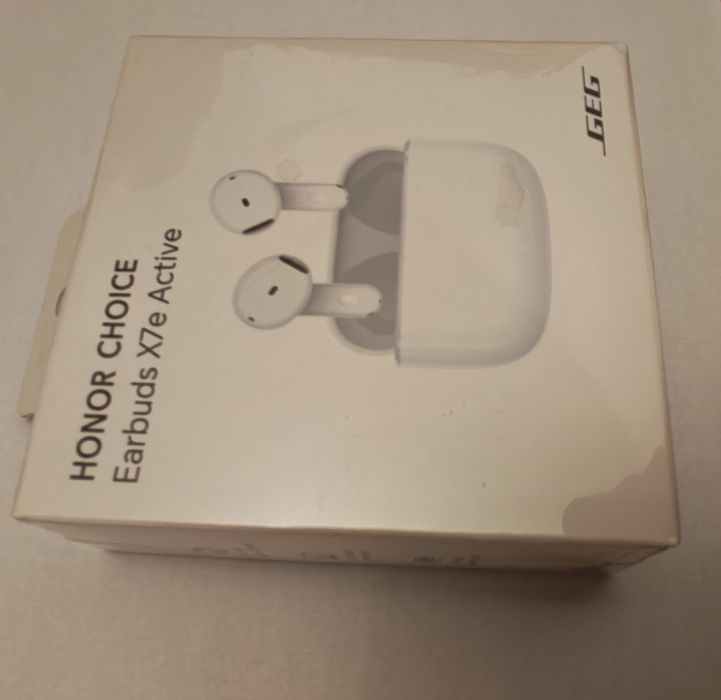 HONOR CHOICE
Earbuds X7e Active
GEG